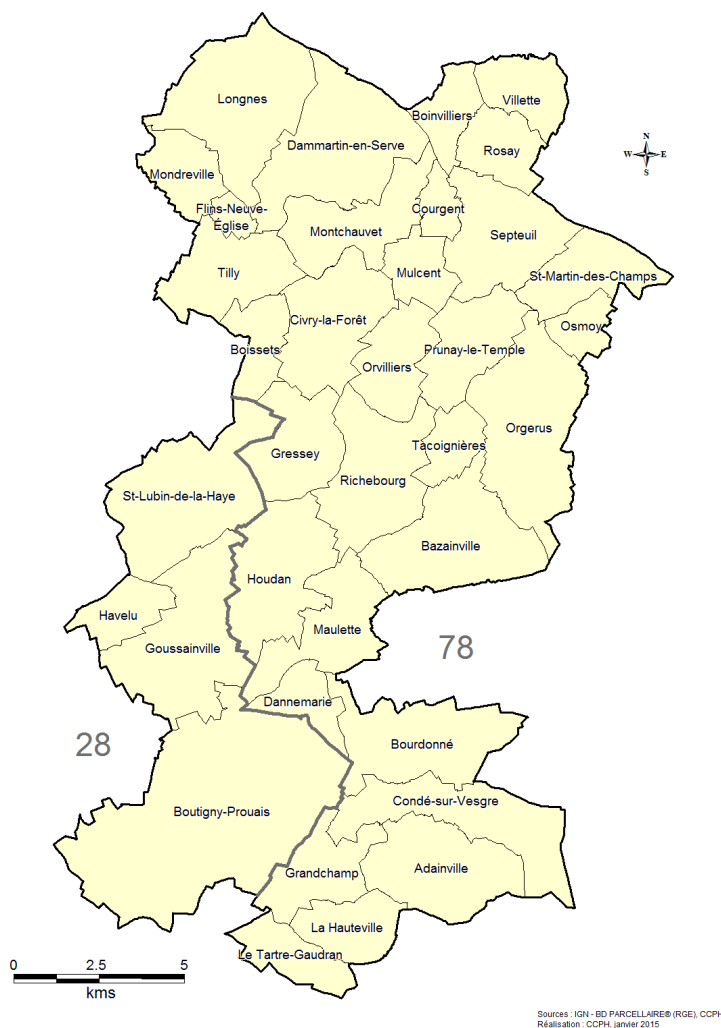 Longnes
Villette
Boinvilliers
Dammartin-en-Serve
Rosay
N
W E
S
Mondreville
Flins-Neuve-
Église
Courgent
Montchauvet
Septeuil
Tilly
Mulcent
St-Martin-des-Champs
Civry-la-Forêt
Osmoy
Boissets
Prunay-le-Temple
Orvilliers
Orgerus
Tacoignières
Gressey
Richebourg
St-Lubin-de-la-Haye
Bazainville
Houdan
Havelu
Maulette
Goussainville
78
Dannemarie
28
Bourdonné
Condé-sur-Vesgre
Boutigny-Prouais
Adainville
Grandchamp
La Hauteville
Le Tartre-Gaudran
0 2.5 5
kms
Sources : IGN - BD PARCELLAIRE® (RGE), CCPH
Réalisation : CCPH, janvier 2015